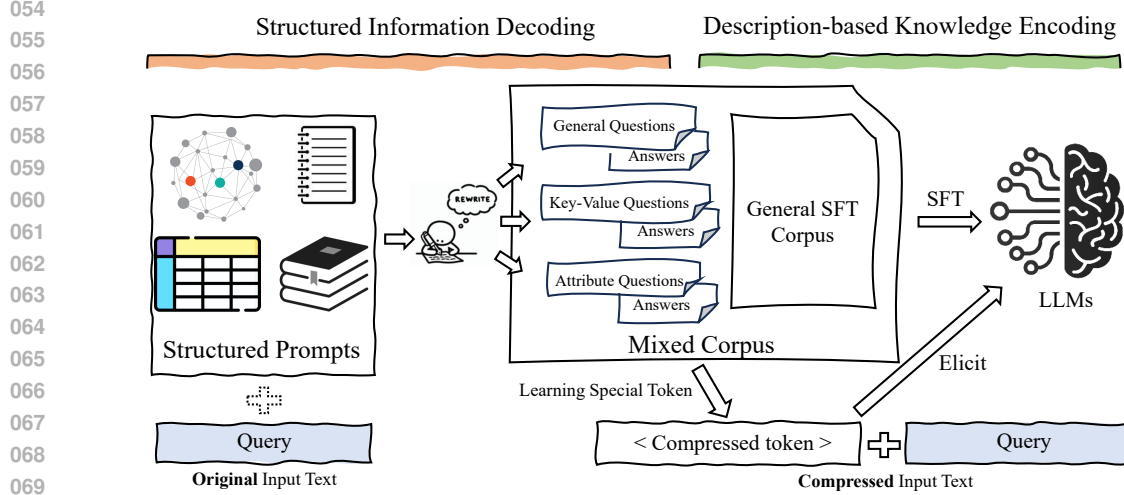 054
055
056
057
058
059
060
061
062
063
064
065
066
067
068
069
Structured Information Decoding
Description-based Knowledge Encoding
Structured Prompts
Query
Original Input Text
REWRITE
General Questions
Answers
Key-Value Questions
Answers
Attribute Questions
Answers
General SFT
Corpus
Mixed Corpus
SFT
LLMs
Elicit
Learning Special Token
< Compressed token >
Query
Compressed Input Text